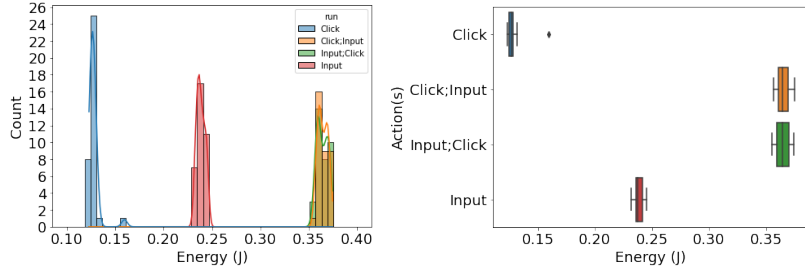 26
24
22
20
18
16
14
12
10
8
6
4
2
0
Count
run
Click
Click;Input
Input;Click
Input
0.10 0.15 0.20 0.25 0.30 0.35 0.40
Energy (J)
Action(s)
Click
Click;Input
Input;Click
Input
0.15 0.20 0.25 0.30 0.35
Energy (J)